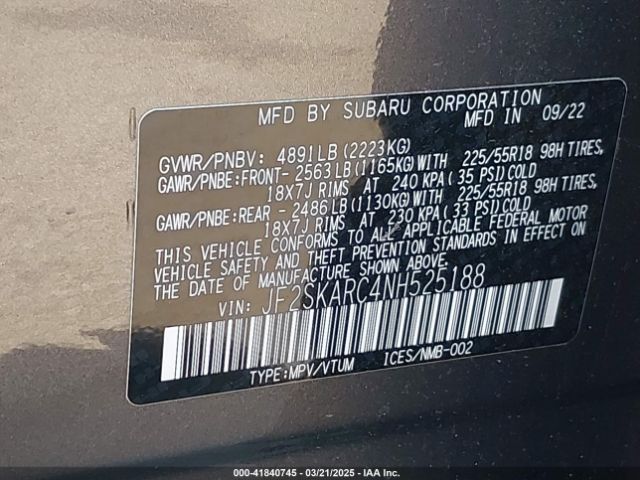 MFD BY SUBARU CORPORATION
MFD IN 09/22
GVWR/PNBV: 4891LB(2223KG)
GAWR/PNBE:FRONT- 2563LB(1165KG)WITH 225/55R18 98H TIRES,
18X7J RIMS AT 240 KPA(35 PSI)COLD
GAWR/PNBE:REAR - 2486LB(1130KG)WITH 225/55R18 98H TIRES,
18X7J RIMS AT 230 KPA(33 PSI)COLD
THIS VEHICLE CONFORMS TO ALL APPLICABLE FEDERAL MOTOR
VEHICLE SAFETY AND THEFT PREVENTION STANDARDS IN EFFECT ON
THE DATE OF MANUFACTURE SHOWN ABOVE.
VIN: JF2SKARC4NH525188
TYPE:MPV/VTUM ICES/NMB-002
000-41840745 - 03/21/2025 - IAA Inc.